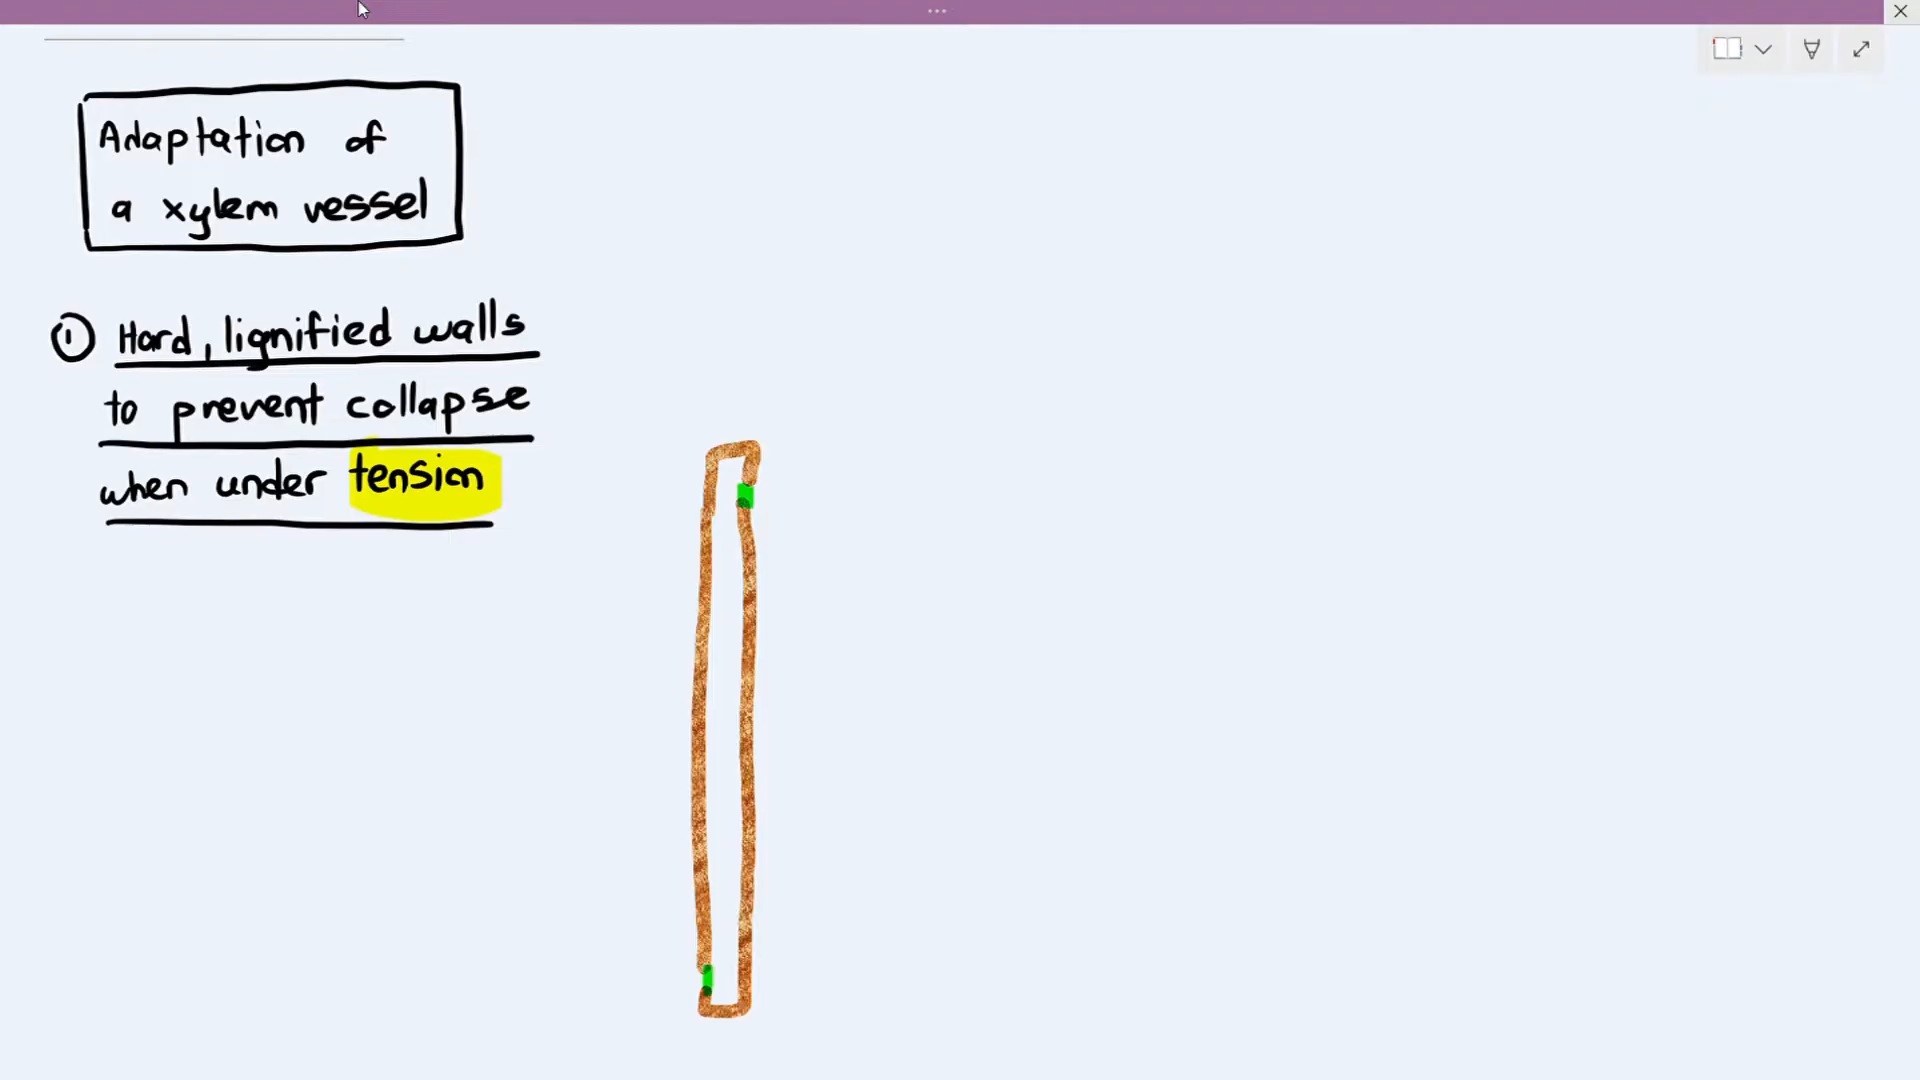 Adaptation of
a xylem vessel
① Hard, lignified walls
to prevent collapse
when under tension